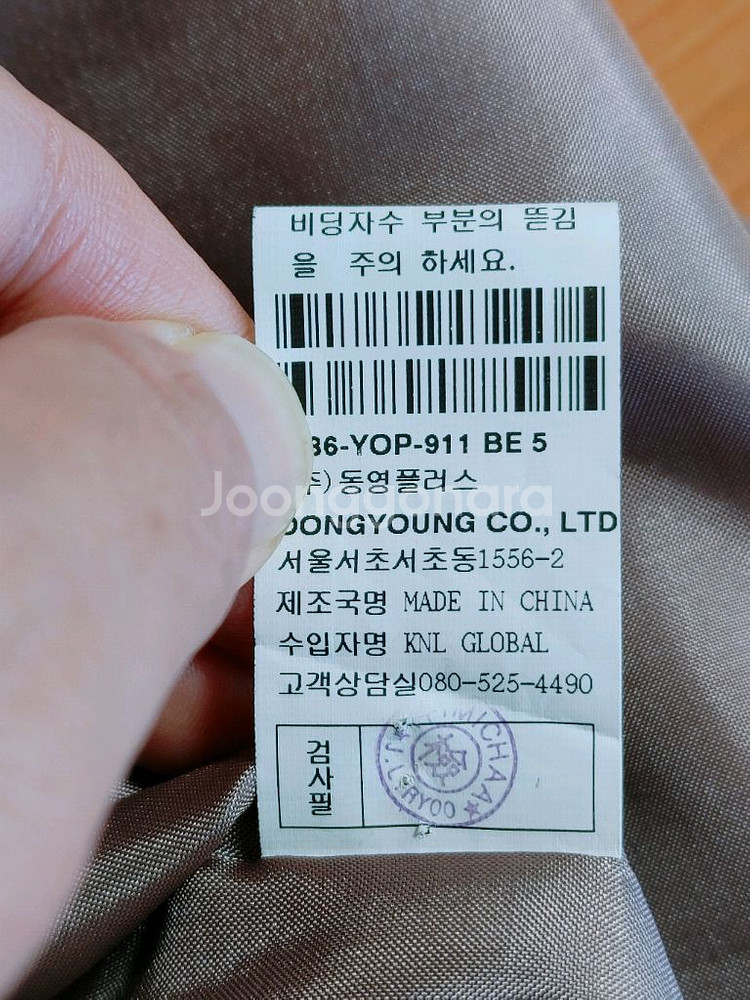 비딩자수 부분의 뜯김
을 주의 하세요.
36-YOP-911 BE 5
주)동영플러스
Joongonara
DONGYOUNG CO., LTD
서울서초서초동1556-2
제조국명 MADE IN CHINA
수입자명 KNL GLOBAL
고객상담실080-525-4490
검사필